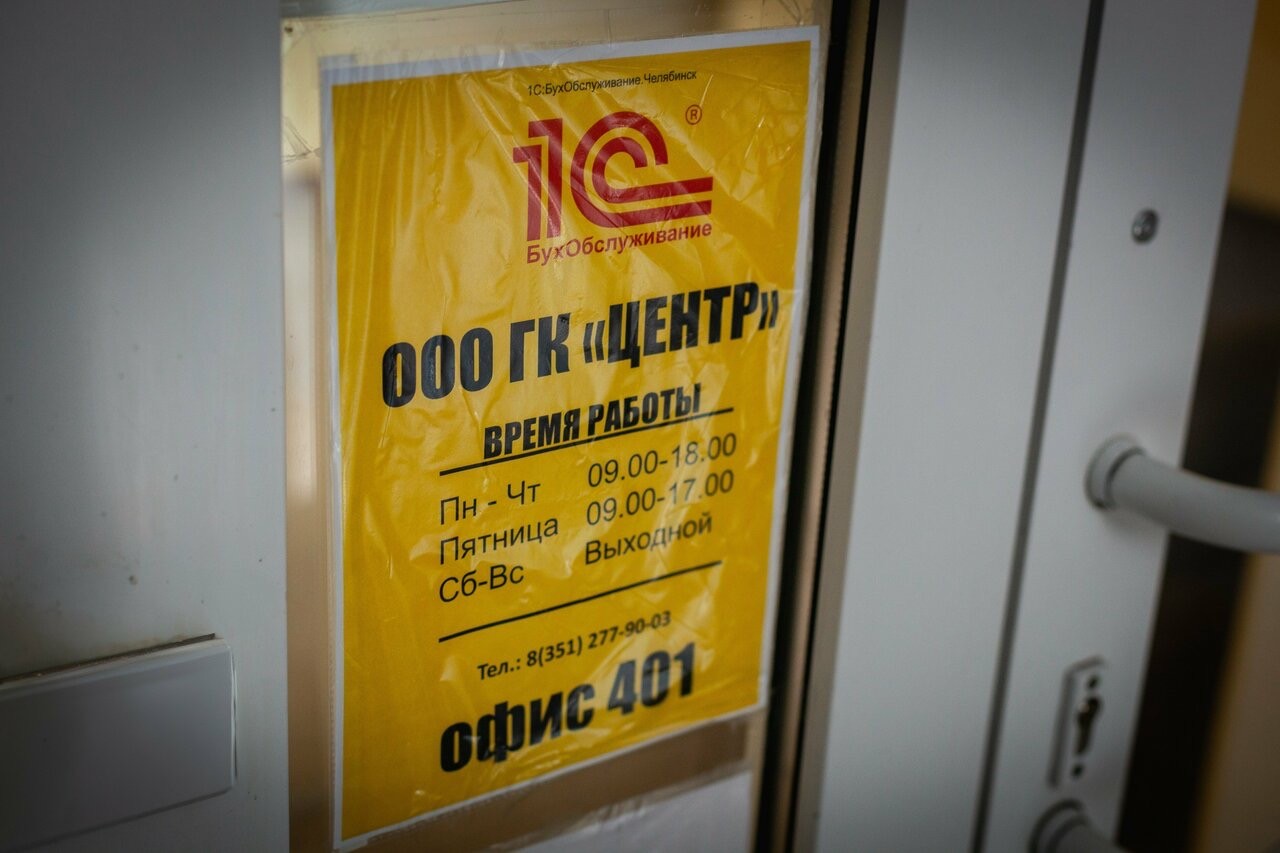 1С:БухОбслуживание.Челябинск
1С®
БухОбслуживание
ООО ГК «ЦЕНТР»
ВРЕМЯ РАБОТЫ
Пн - Чт 09.00-18.00
Пятница 09.00-17.00
Сб-Вс Выходной
Тел.: 8(351) 277-90-03
офис 401